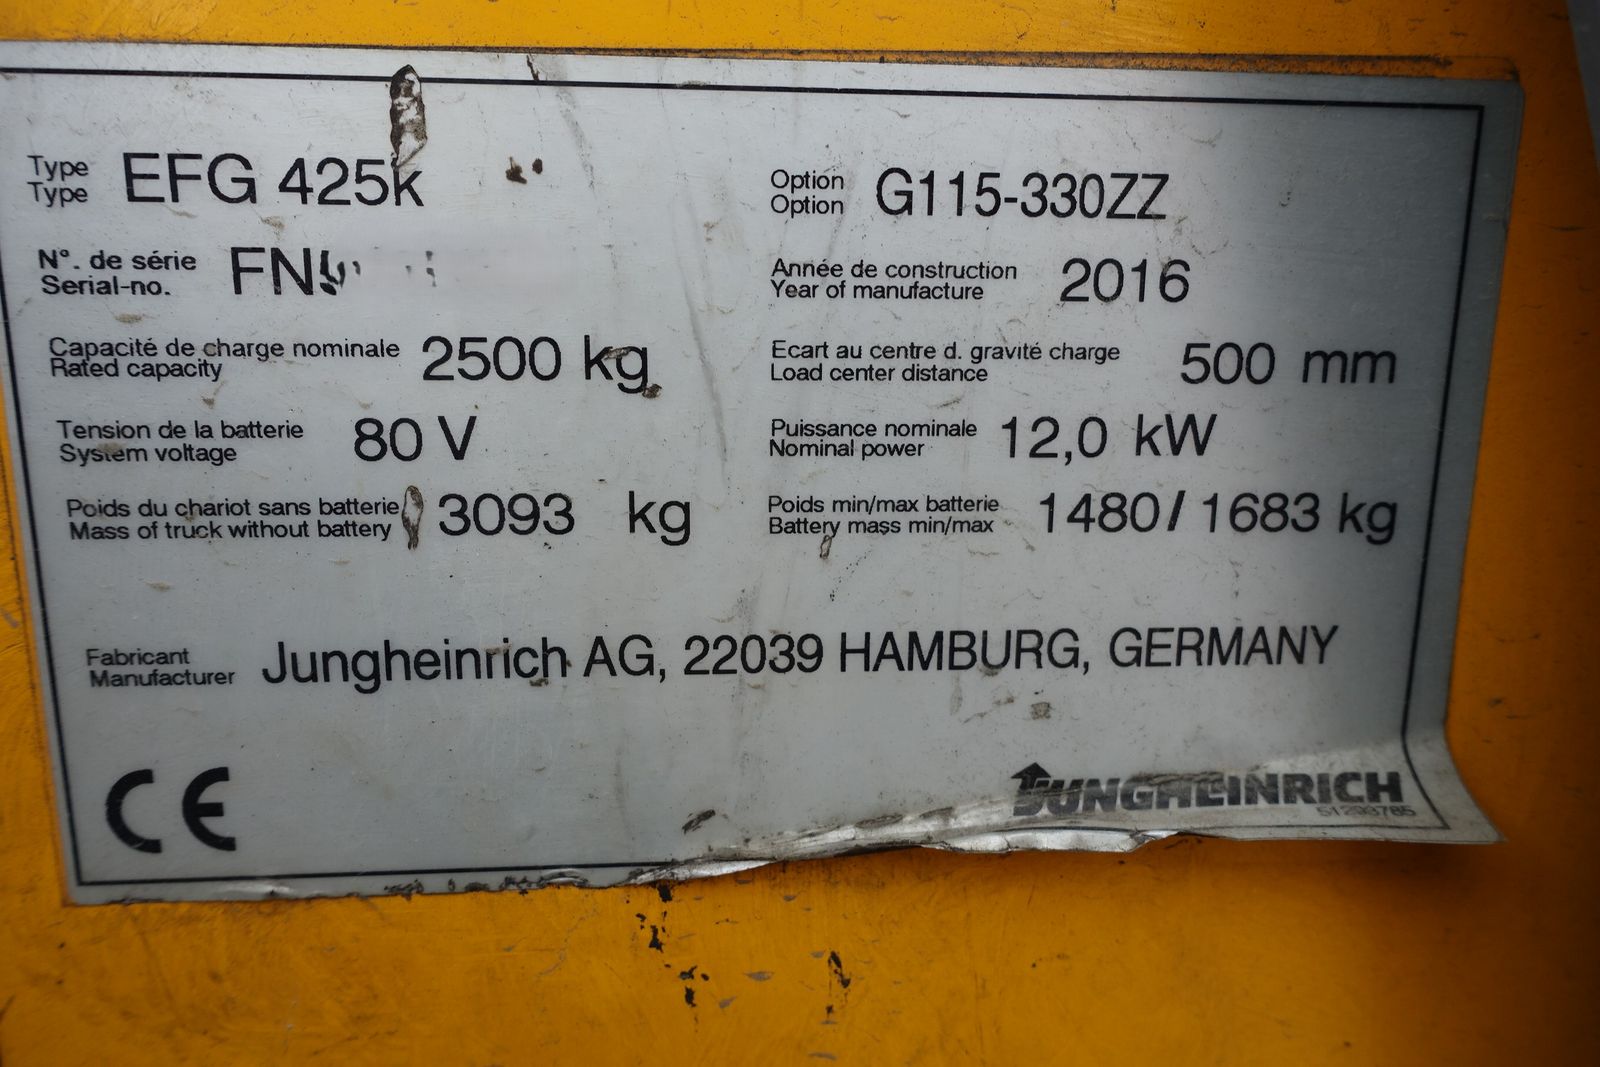 Type EFG 425k
Type
Option G115-330ZZ
Option
N°. de série
Serial-no.
Année de construction 2016
Year of manufacture
Capacité de charge nominale 2500 kg
Rated capacity
Ecart au centre d. gravité charge 500 mm
Load center distance
Tension de la batterie 80 V
System voltage
Puissance nominale 12,0 kW
Nominal power
Poids du chariot sans batterie 3093 kg
Mass of truck without battery
Poids min/max batterie 1480/1683 kg
Battery mass min/max
Fabricant Jungheinrich AG, 22039 HAMBURG, GERMANY
Manufacturer
CE
JUNGHEINRICH